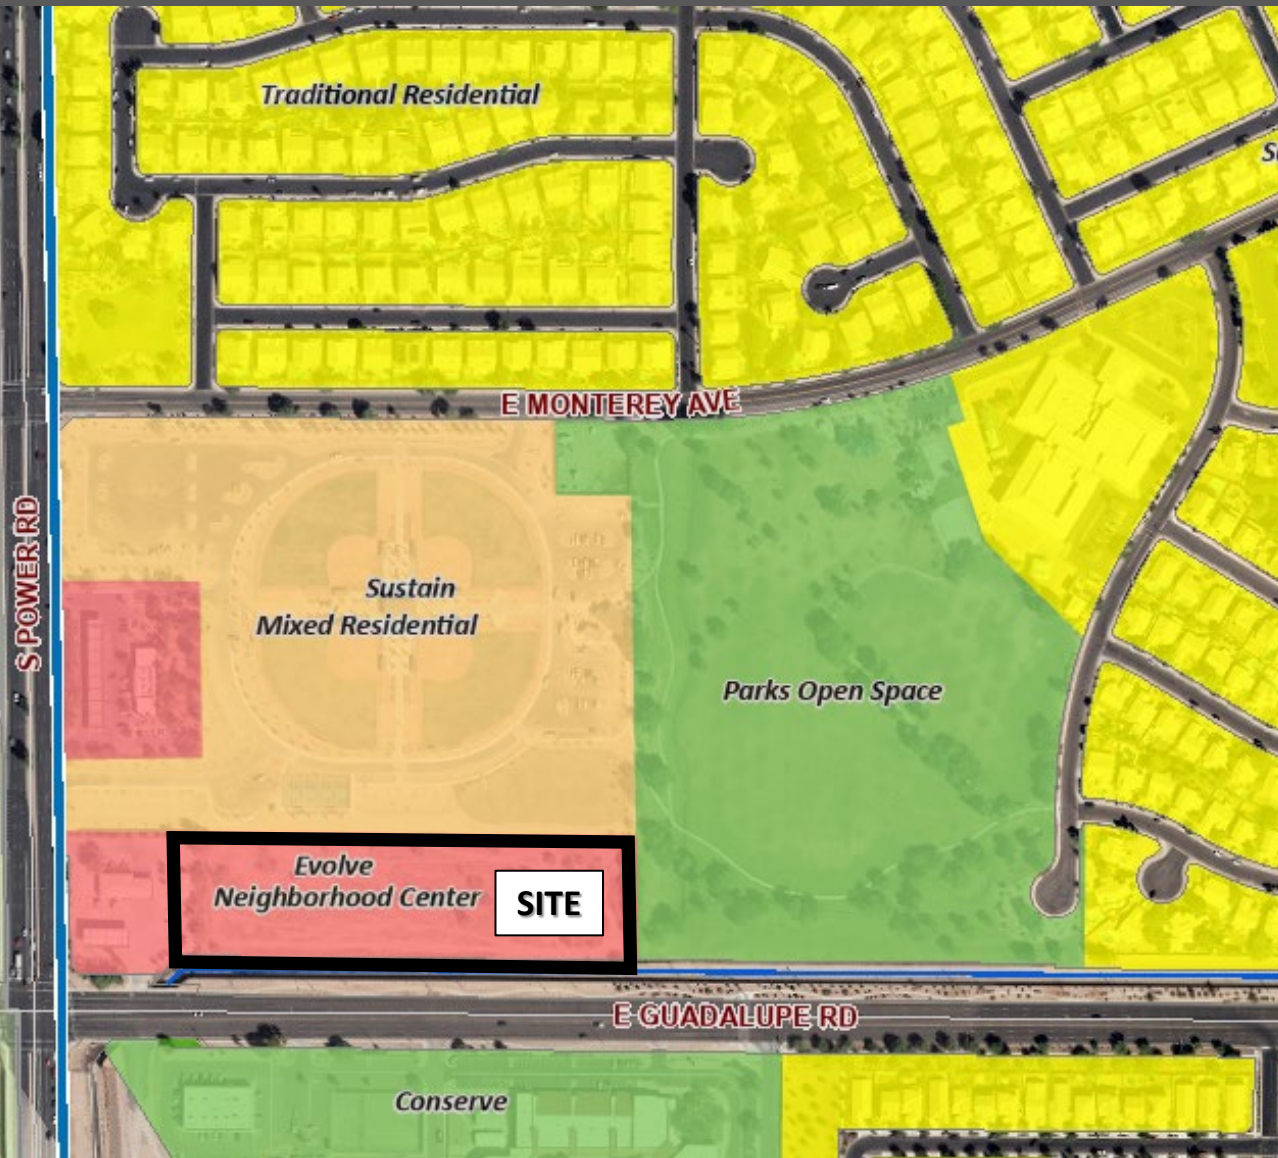 Traditional Residential
E MONTEREY AVE
S POWER RD
Sustain
Mixed Residential
Parks Open Space
Evolve
Neighborhood Center
SITE
E GUADALUPE RD
Conserve